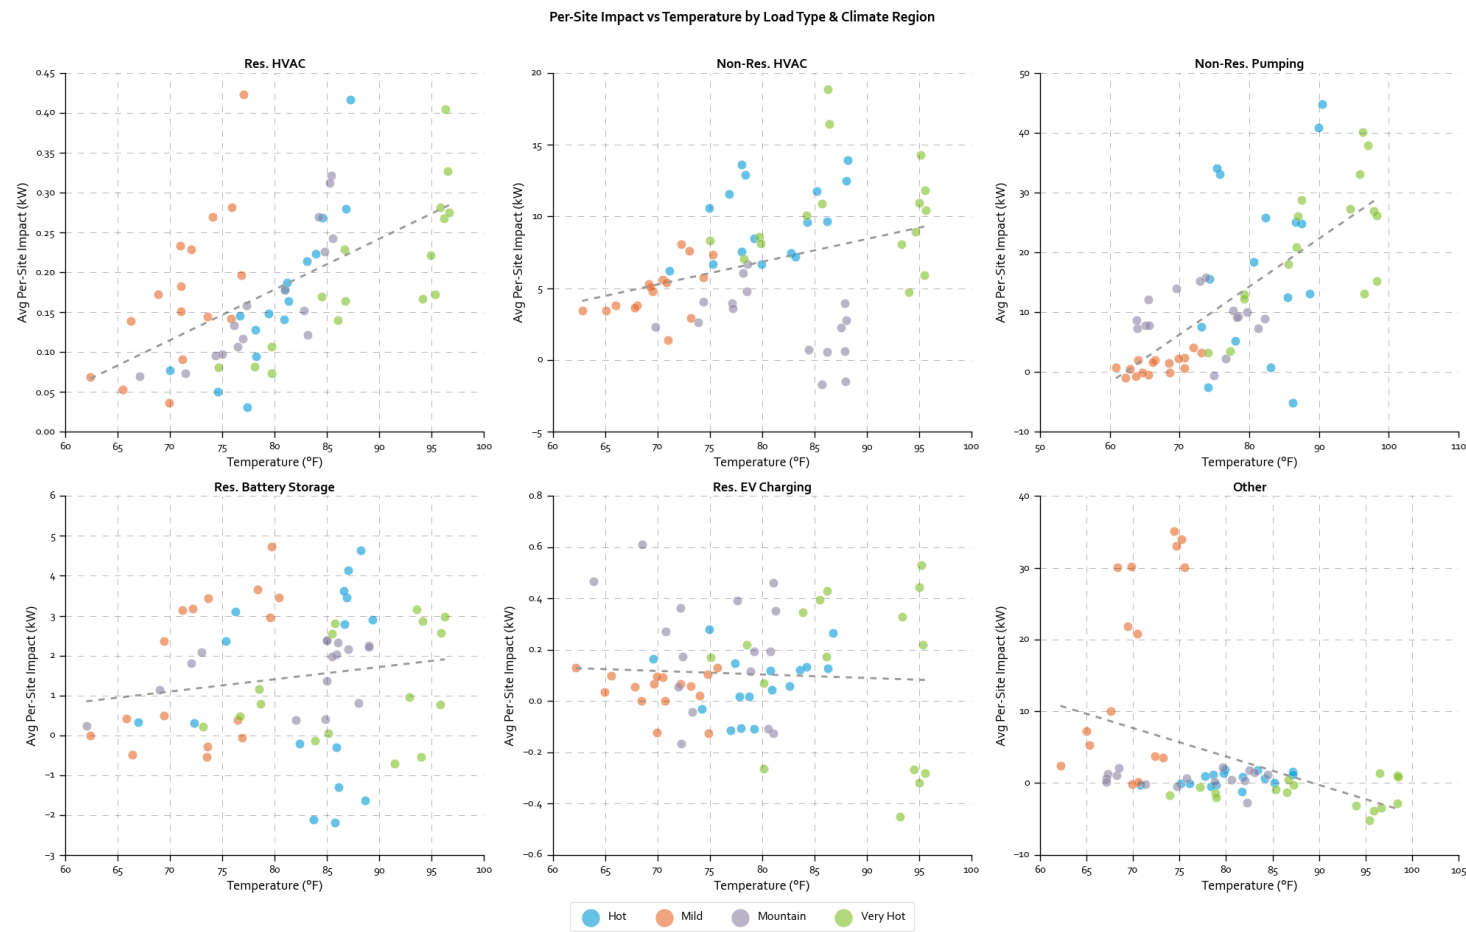 Per-Site Impact vs Temperature by Load Type & Climate Region
Res. HVAC
Avg Per-Site Impact (kW)
0.45
0.40
0.35
0.30
0.25
0.20
0.15
0.10
0.05
0.00
60 65 70 75 80 85 90 95 100
Temperature (°F)
Non-Res. HVAC
Avg Per-Site Impact (kW)
20
15
10
5
0
−5
60 65 70 75 80 85 90 95 100
Temperature (°F)
Non-Res. Pumping
Avg Per-Site Impact (kW)
50
40
30
20
10
0
−10
50 60 70 80 90 100 110
Temperature (°F)
Res. Battery Storage
Avg Per-Site Impact (kW)
6
5
4
3
2
1
0
−1
−2
−3
60 65 70 75 80 85 90 95 100
Temperature (°F)
Res. EV Charging
Avg Per-Site Impact (kW)
0.8
0.6
0.4
0.2
0.0
−0.2
−0.4
−0.6
60 65 70 75 80 85 90 95 100
Temperature (°F)
Other
Avg Per-Site Impact (kW)
40
30
20
10
0
−10
60 65 70 75 80 85 90 95 100 105
Temperature (°F)
Hot Mild Mountain Very Hot